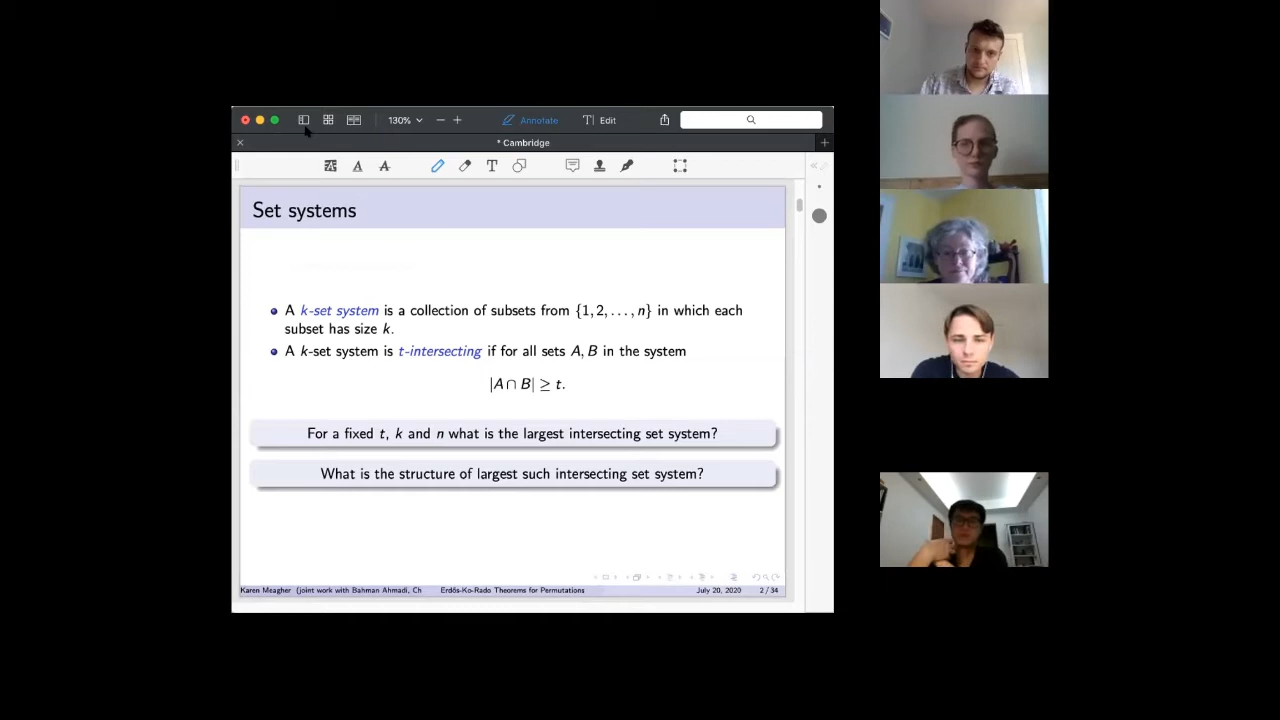 130%
Annotate
Edit
* Cambridge
Set systems
A k-set system is a collection of subsets from {1, 2, . . . , n} in which each
subset has size k.
A k-set system is t-intersecting if for all sets A, B in the system
|A ∩ B| ≥ t.
For a fixed t, k and n what is the largest intersecting set system?
What is the structure of largest such intersecting set system?
Karen Meagher (joint work with Bahman Ahmadi, Ch
Erdős-Ko-Rado Theorems for Permutations
July 20, 2020
2 / 34